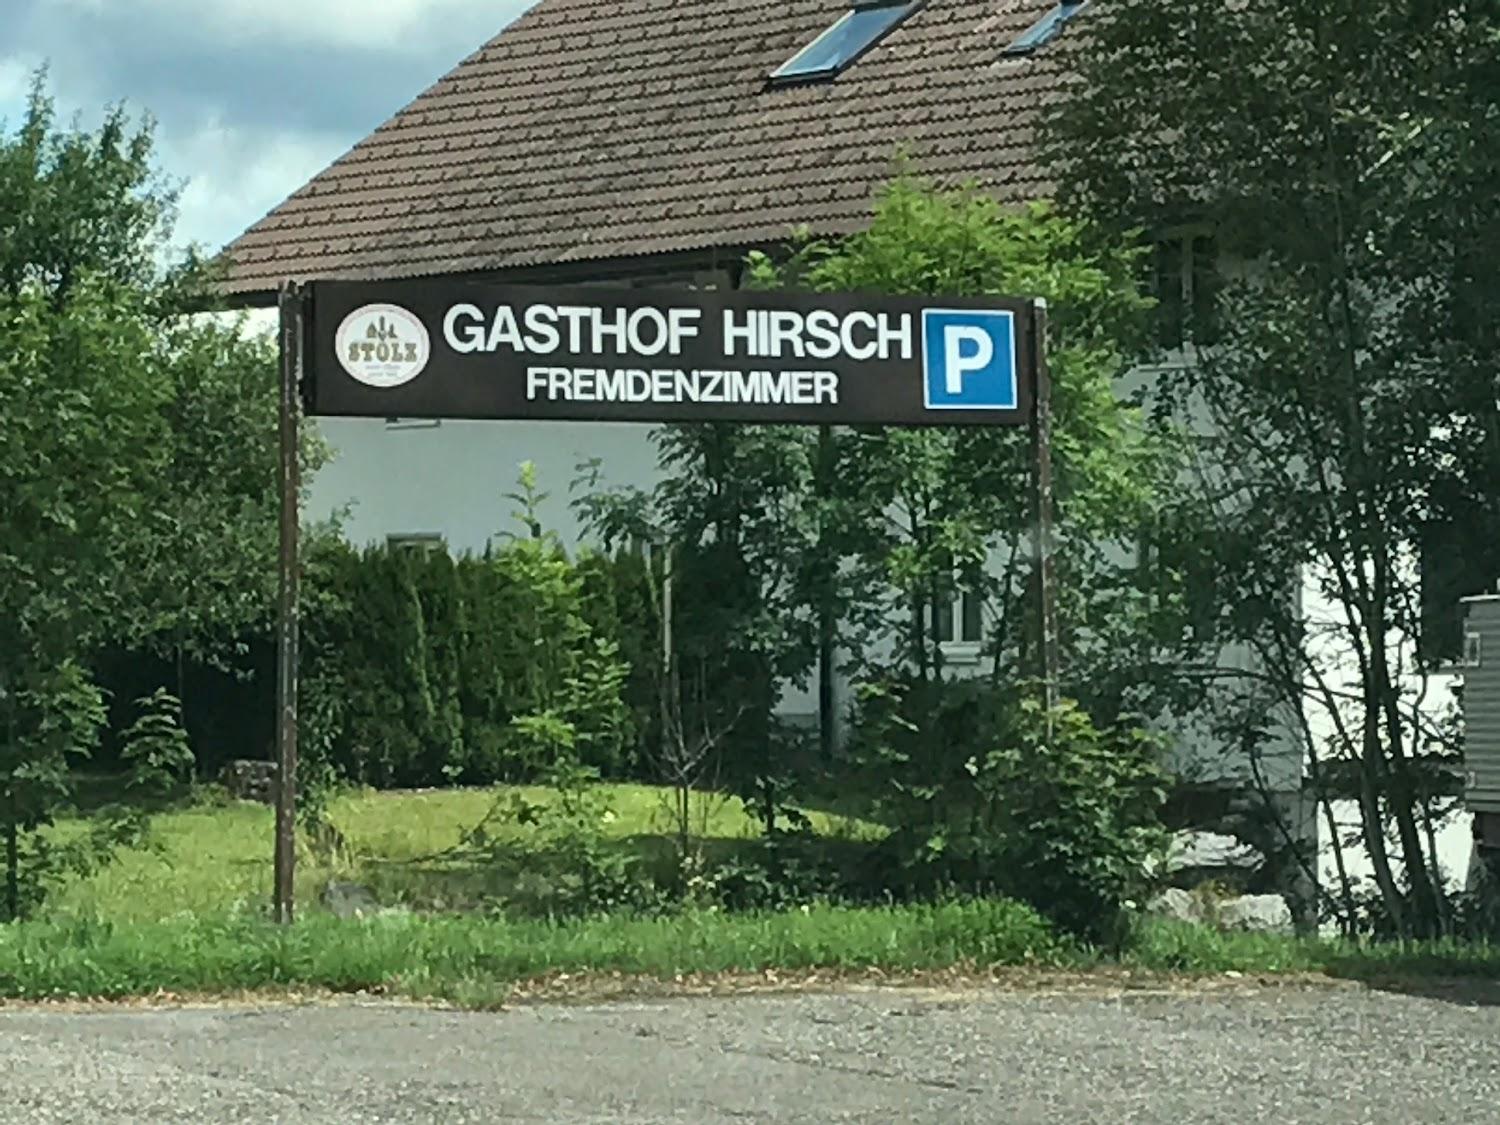 STOLZ
GASTHOF HIRSCH
FREMDENZIMMER
P